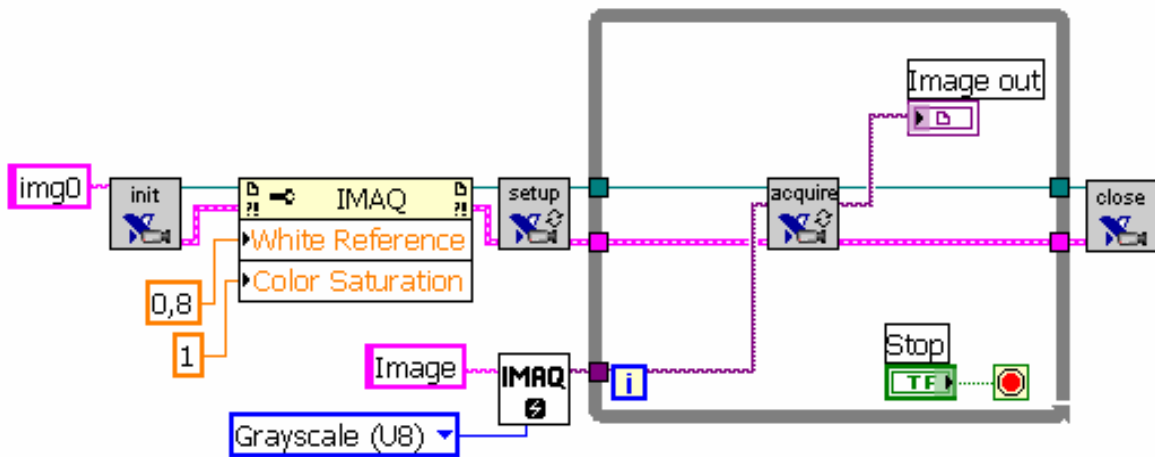 Image out
img0
init
?!
IMAQ
?!
setup
acquire
close
White Reference
0,8
Color Saturation
1
Image
IMAQ
i
Stop
TF
Grayscale (U8)